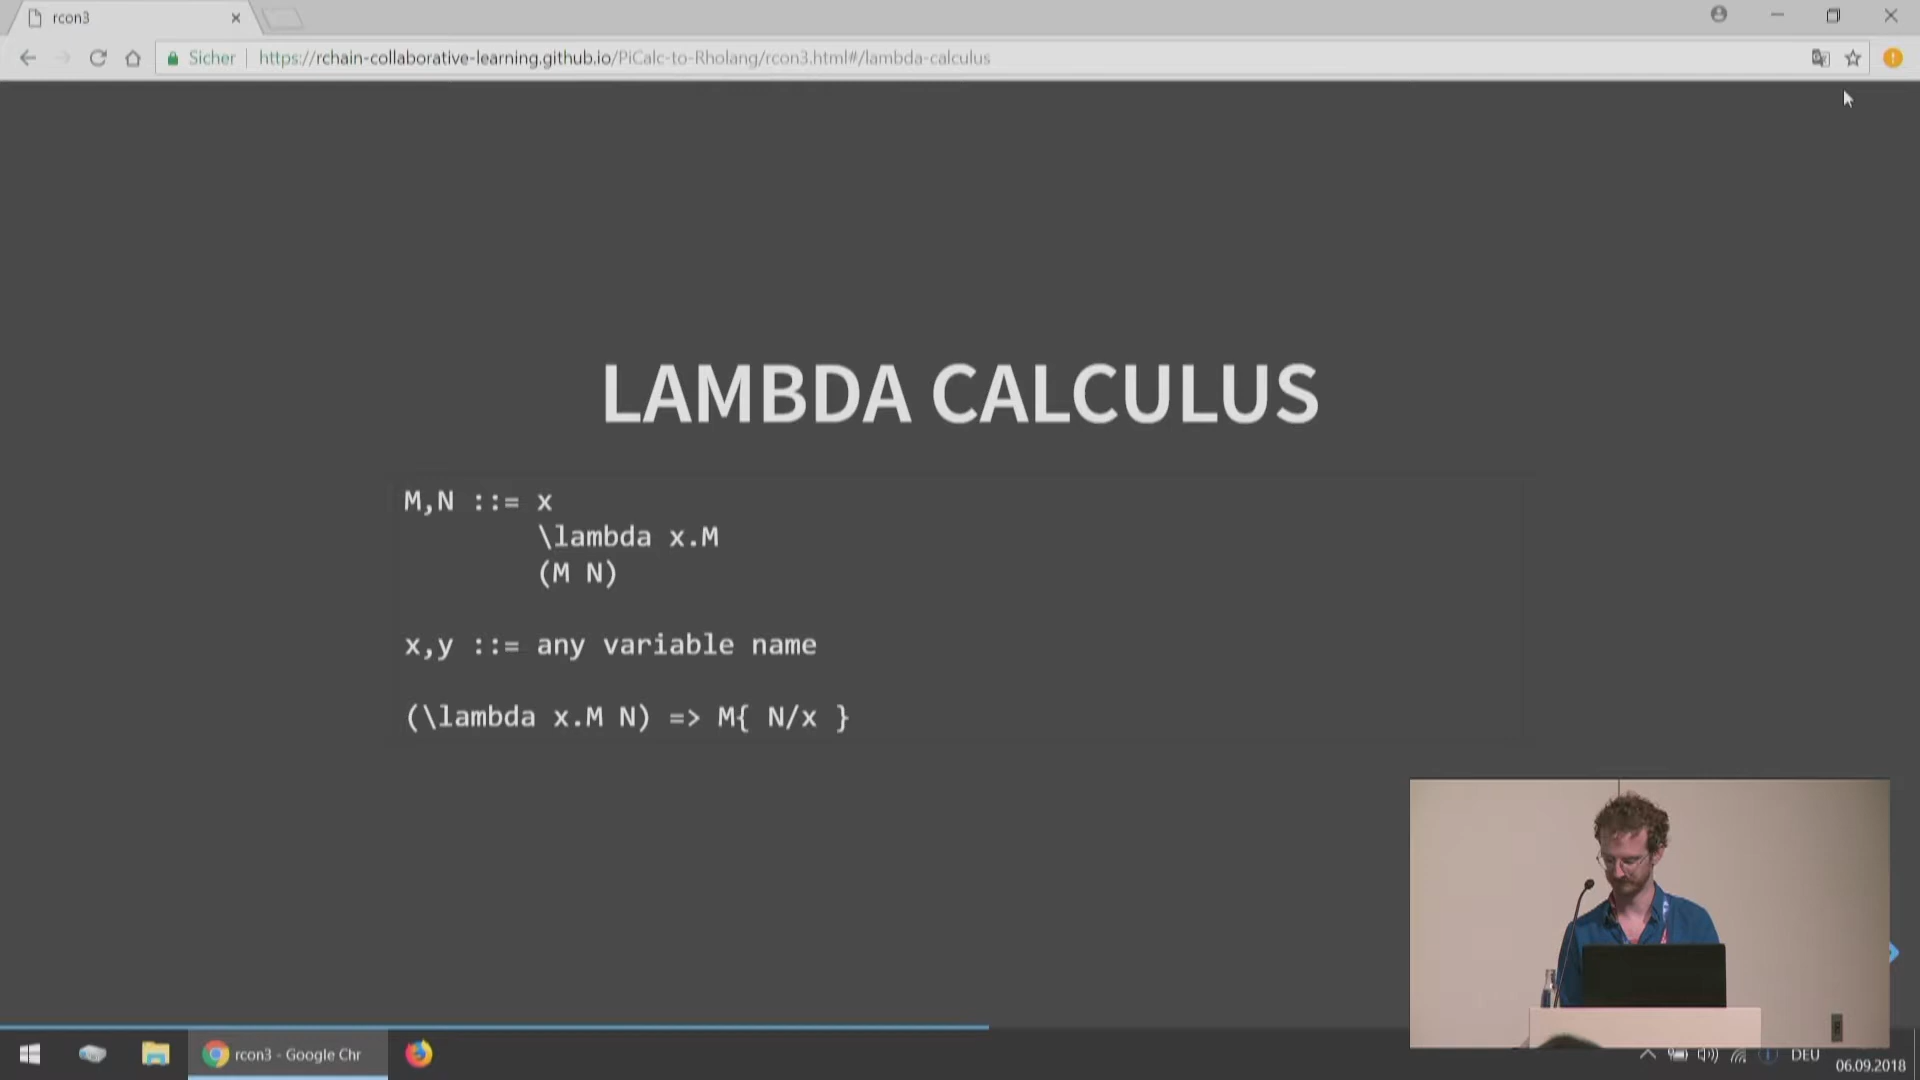 rcon3
Sicher https://rchain-collaborative-learning.github.io/PiCalc-to-Rholang/rcon3.html#/lambda-calculus
LAMBDA CALCULUS
M,N ::= x
\lambda x.M
(M N)
x,y ::= any variable name
(\lambda x.M N) => M{ N/x }
rcon3 - Google Chr
DEU
06.09.2018